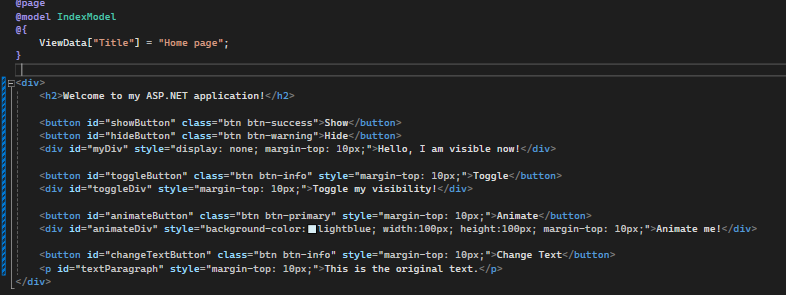 @page
@model IndexModel
@{
    ViewData["Title"] = "Home page";
}
<div>
    <h2>Welcome to my ASP.NET application!</h2>
    <button id="showButton" class="btn btn-success">Show</button>
    <button id="hideButton" class="btn btn-warning">Hide</button>
    <div id="myDiv" style="display: none; margin-top: 10px;">Hello, I am visible now!</div>
    <button id="toggleButton" class="btn btn-info" style="margin-top: 10px;">Toggle</button>
    <div id="toggleDiv" style="margin-top: 10px;">Toggle my visibility!</div>
    <button id="animateButton" class="btn btn-primary" style="margin-top: 10px;">Animate</button>
    <div id="animateDiv" style="background-color:lightblue; width:100px; height:100px; margin-top: 10px;">Animate me!</div>
    <button id="changeTextButton" class="btn btn-info" style="margin-top: 10px;">Change Text</button>
    <p id="textParagraph" style="margin-top: 10px;">This is the original text.</p>
</div>